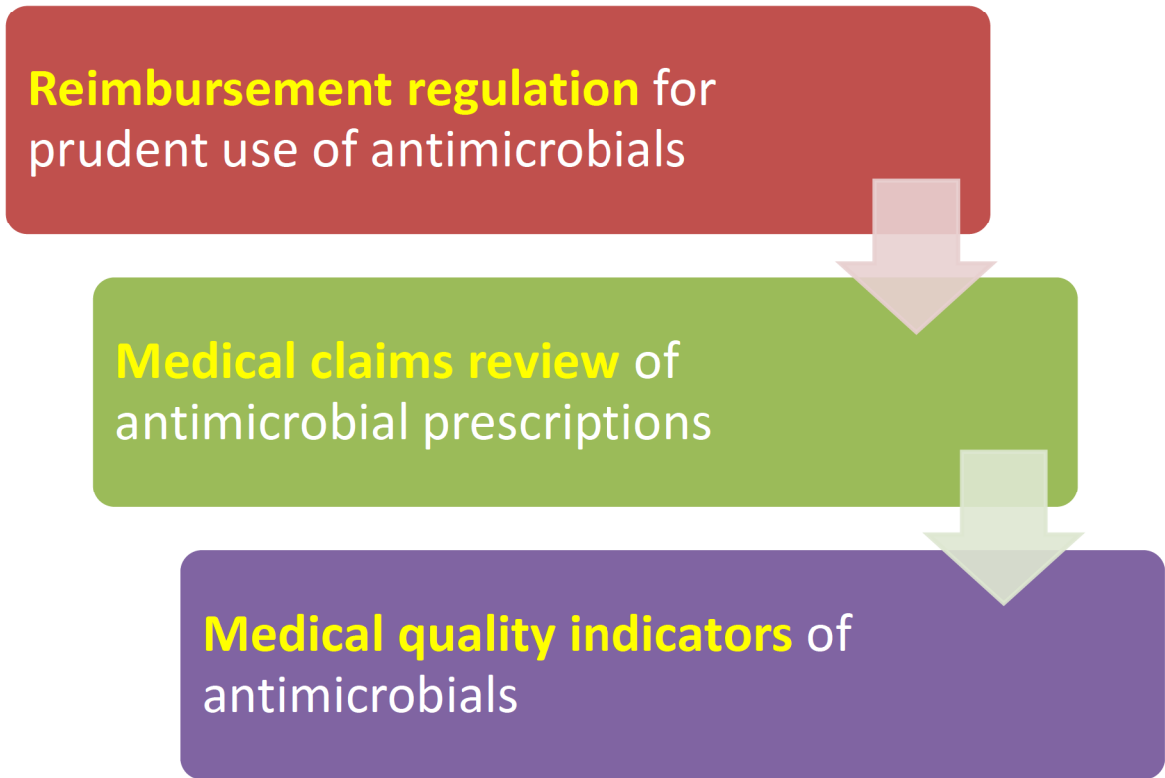 Reimbursement regulation for
prudent use of antimicrobials
Medical claims review of
antimicrobial prescriptions
Medical quality indicators of
antimicrobials